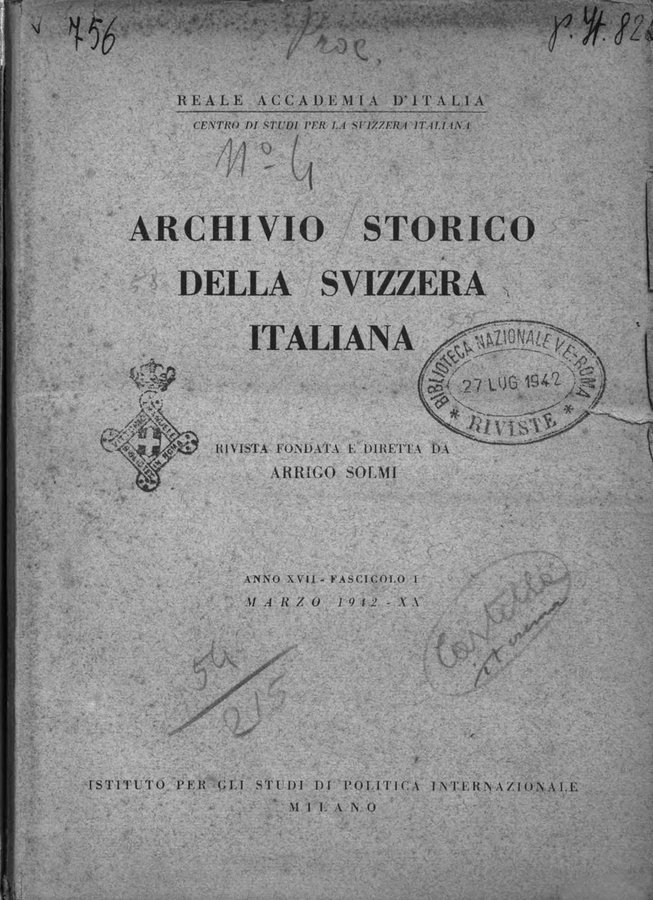 756
Proc.
REALE ACCADEMIA D'ITALIA
CENTRO DI STUDI PER LA SVIZZERA ITALIANA
N° 4
ARCHIVIO STORICO
DELLA SVIZZERA
ITALIANA
BIBLIOTECA NAZIONALE V.E-ROMA
27 LUG 1942
* RIVISTE *
RIVISTA FONDATA E DIRETTA DA
ARRIGO SOLMI
ANNO XVII - FASCICOLO 1
MARZO 1942 - XX
54
215
ISTITUTO PER GLI STUDI DI POLITICA INTERNAZIONALE
MILANO